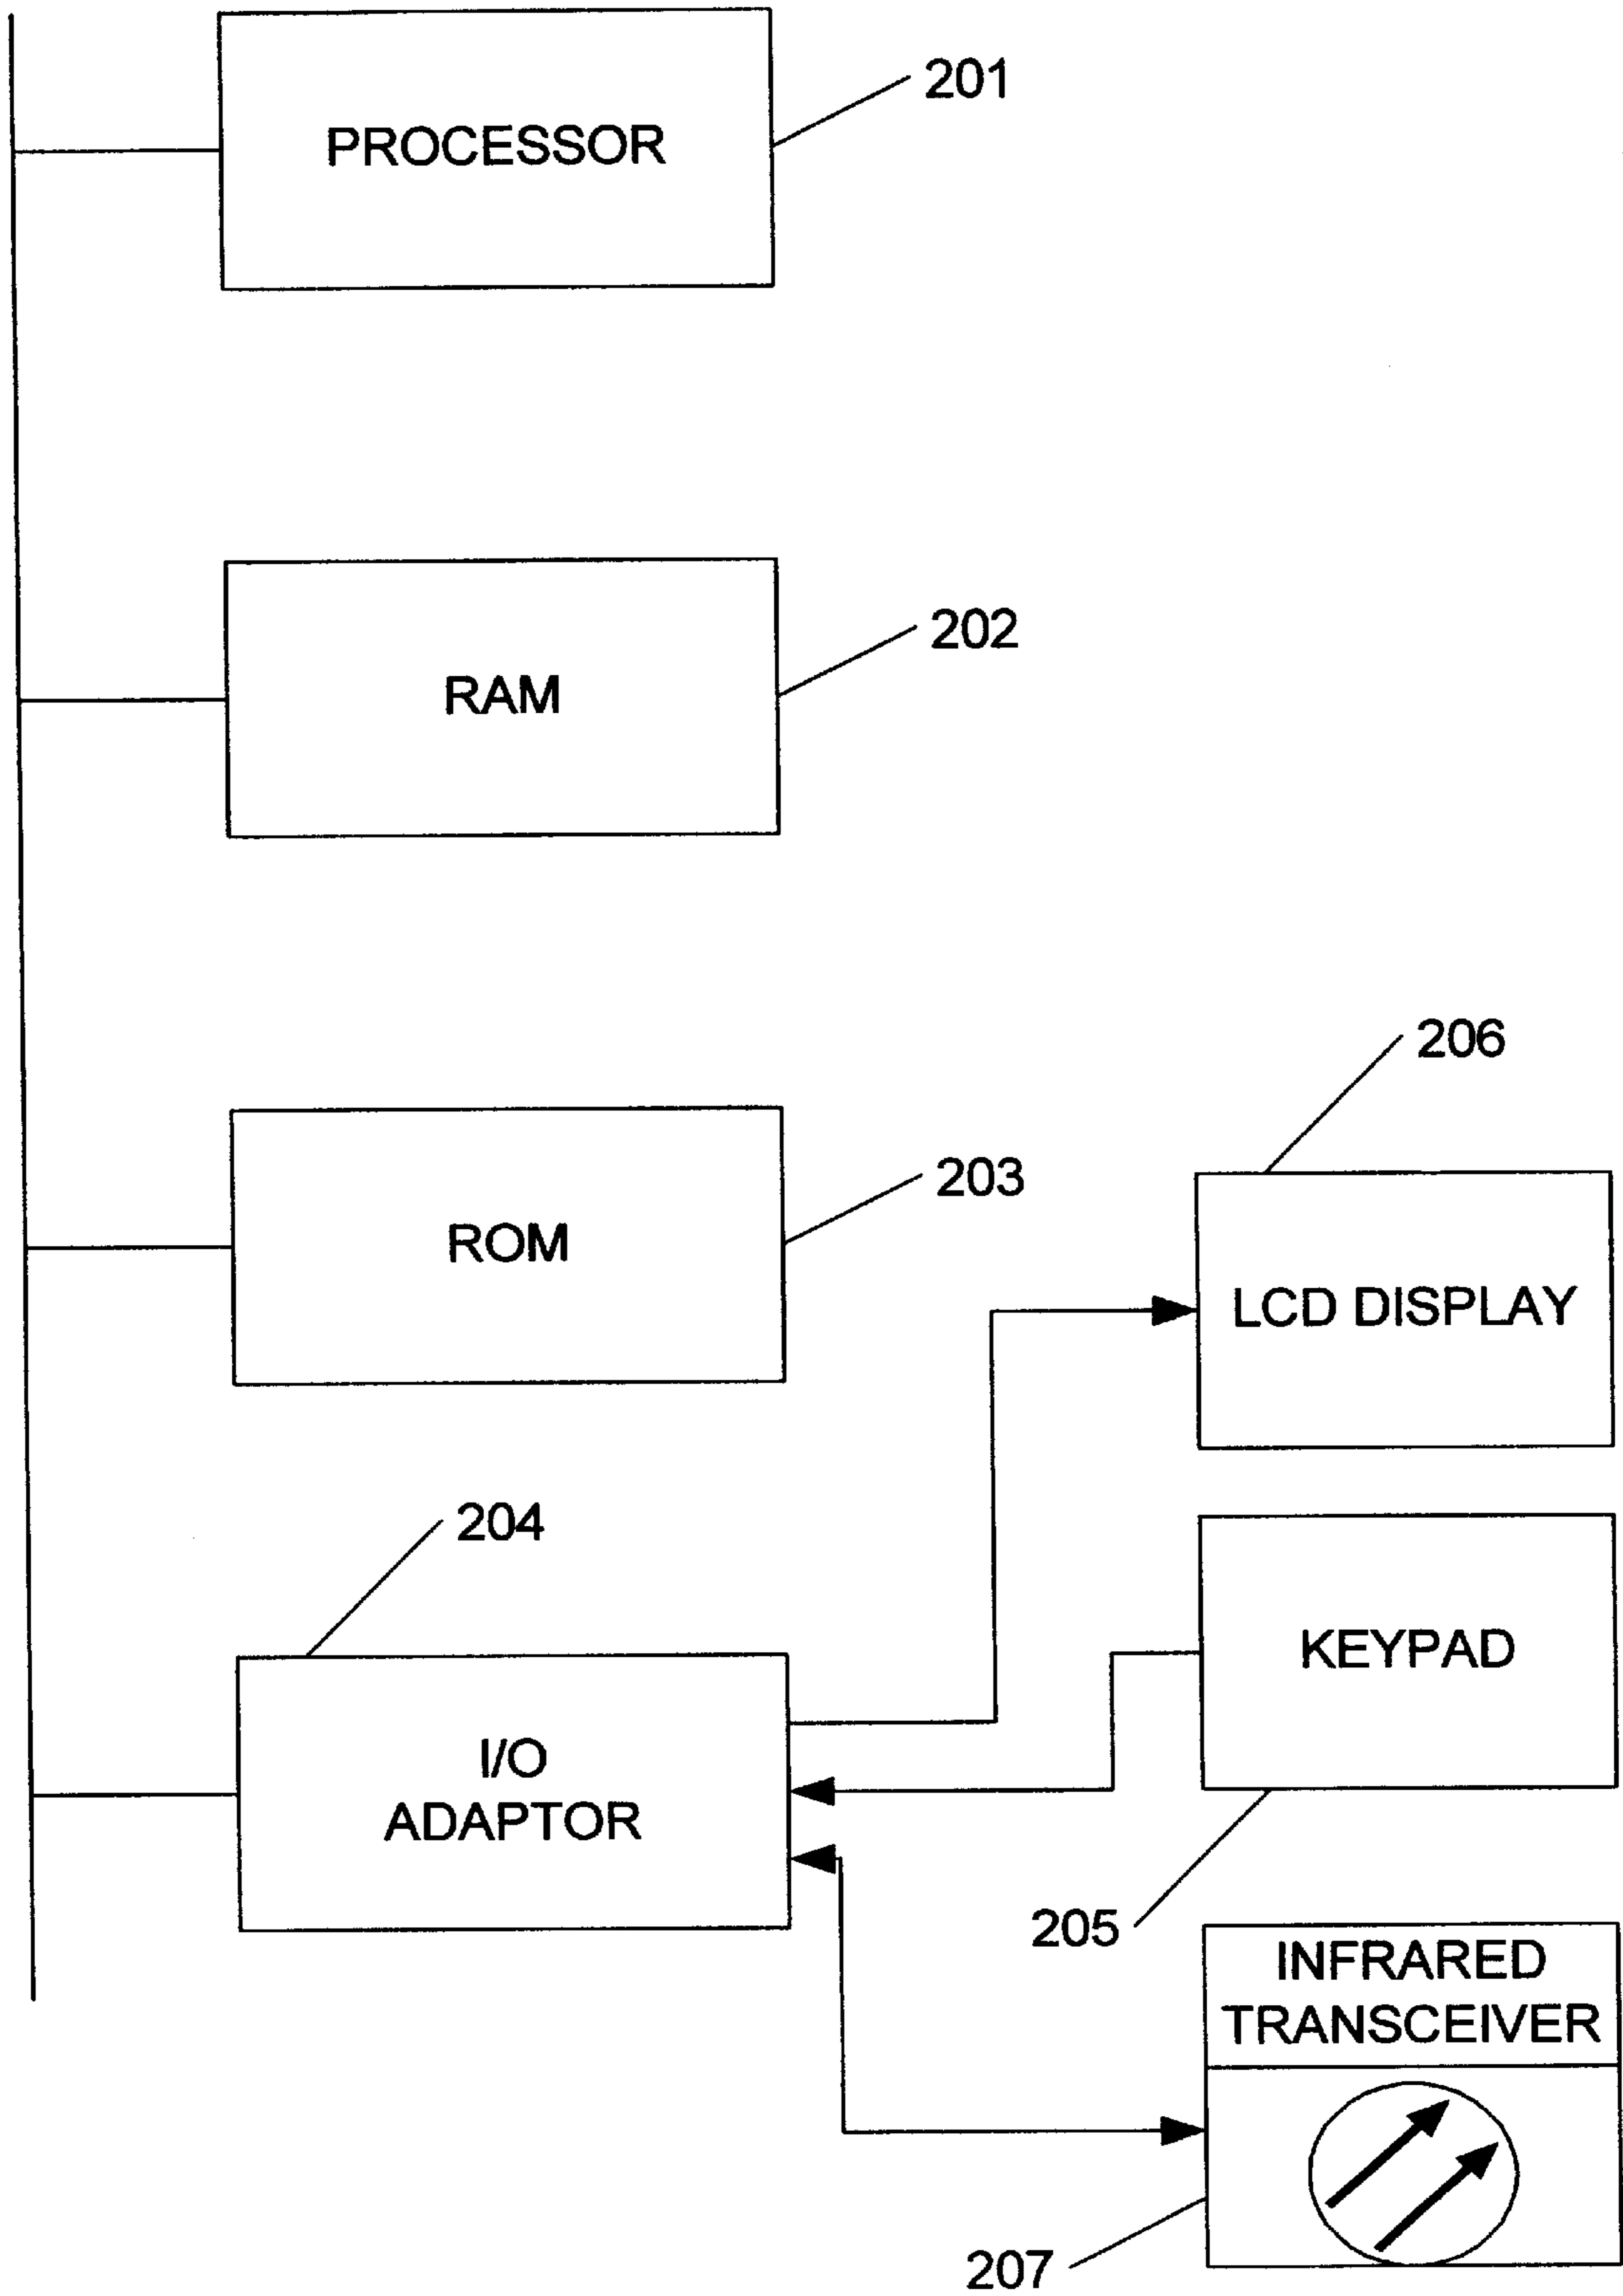 201
PROCESSOR
202
RAM
206
203
ROM
LCD DISPLAY
204
KEYPAD
I/O
ADAPTOR
205
INFRARED
TRANSCEIVER
207